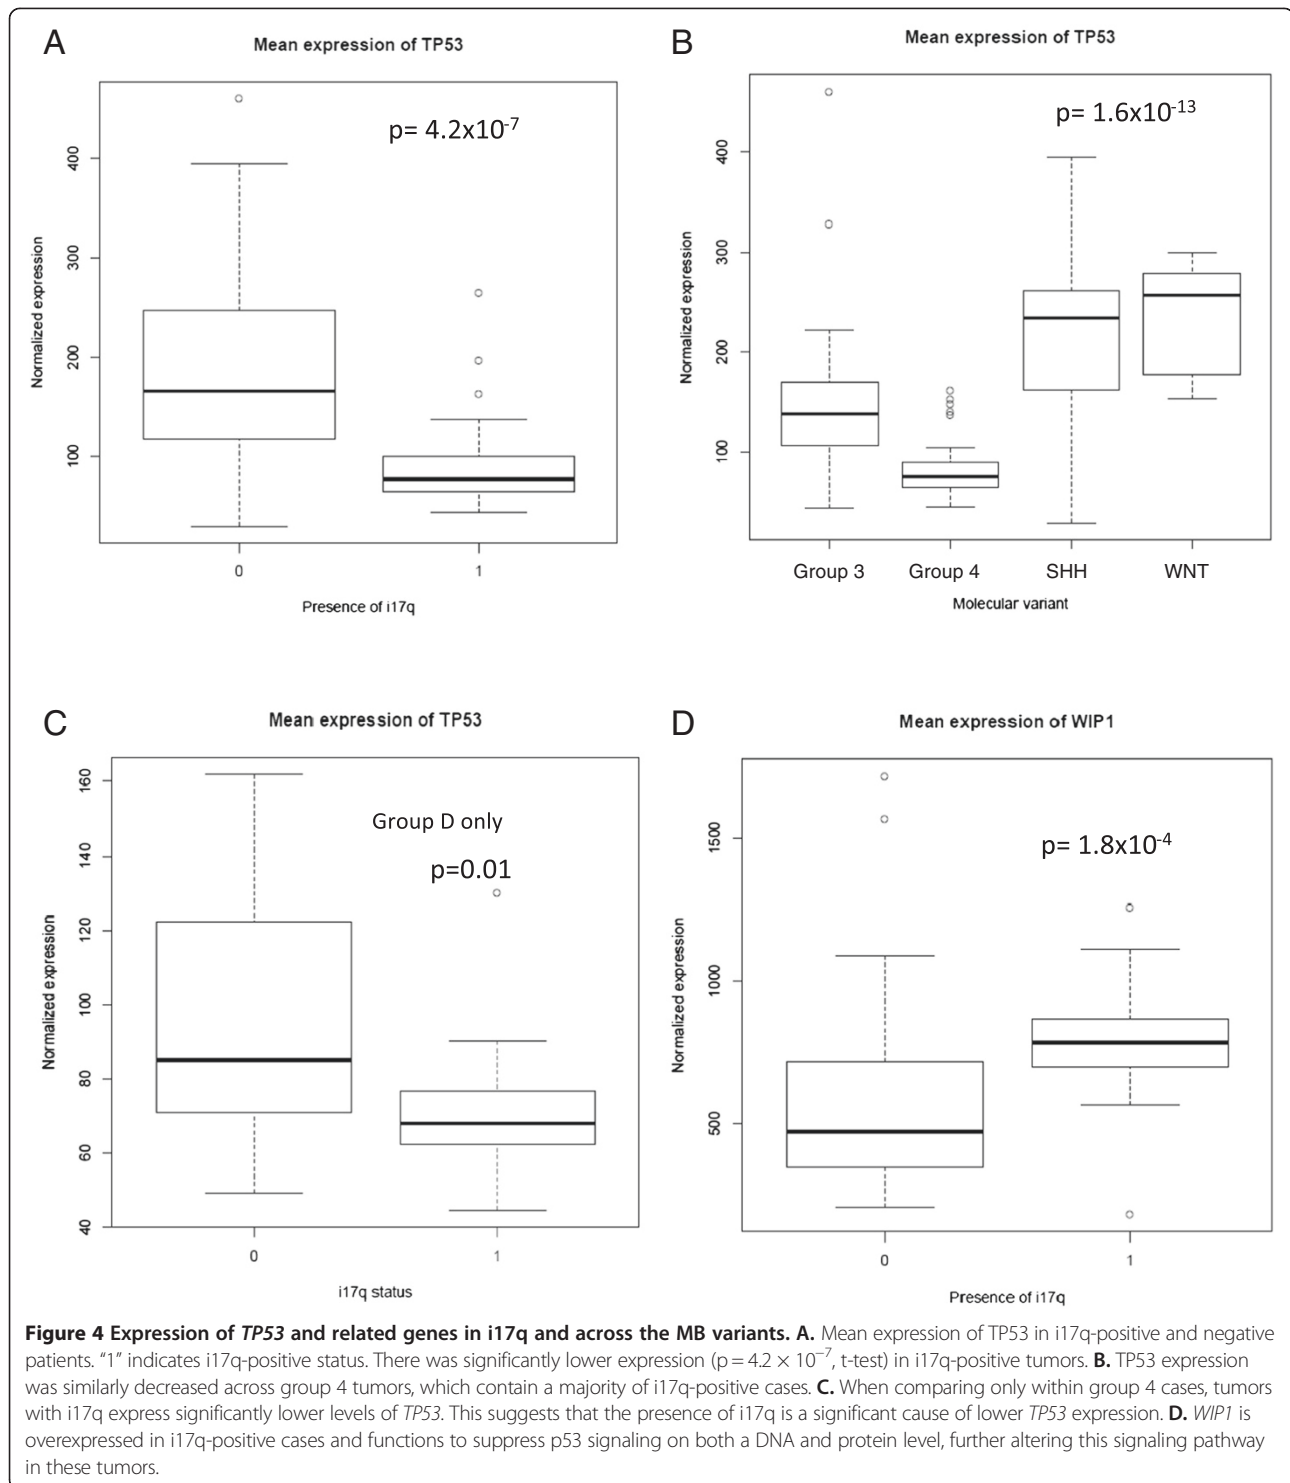 A
Mean expression of TP53
p= 4.2x10⁻⁷
Normalized expression
400
300
200
100
0
1
Presence of i17q
B
Mean expression of TP53
p= 1.6x10⁻¹³
Normalized expression
400
300
200
100
Group 3
Group 4
SHH
WNT
Molecular variant
C
Mean expression of TP53
Group D only
p=0.01
Normalized expression
160
140
120
100
80
60
40
0
1
i17q status
D
Mean expression of WIP1
p= 1.8x10⁻⁴
Normalized expression
1500
1000
500
0
1
Presence of i17q
Figure 4 Expression of TP53 and related genes in i17q and across the MB variants. A. Mean expression of TP53 in i17q-positive and negative
patients. “1” indicates i17q-positive status. There was significantly lower expression (p = 4.2 × 10⁻⁷, t-test) in i17q-positive tumors. B. TP53 expression
was similarly decreased across group 4 tumors, which contain a majority of i17q-positive cases. C. When comparing only within group 4 cases, tumors
with i17q express significantly lower levels of TP53. This suggests that the presence of i17q is a significant cause of lower TP53 expression. D. WIP1 is
overexpressed in i17q-positive cases and functions to suppress p53 signaling on both a DNA and protein level, further altering this signaling pathway
in these tumors.